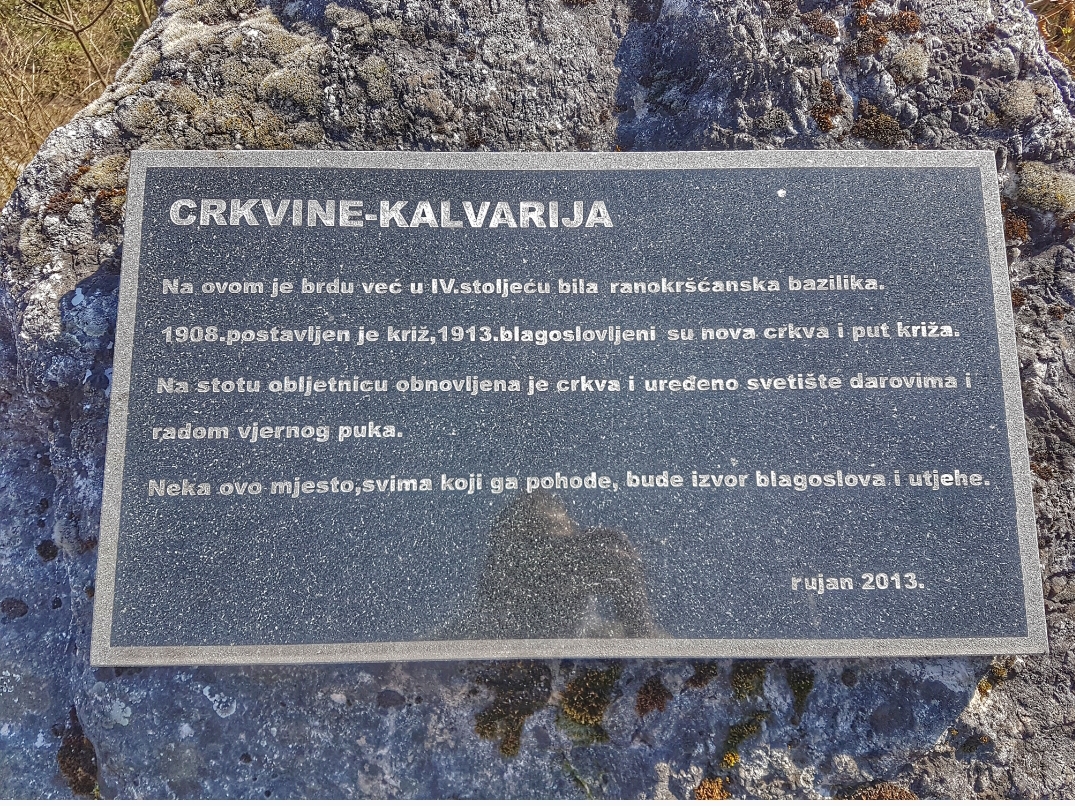 CRKVINE-KALVARIJA
Na ovom je brdu već u IV.stoljeću bila ranokršćanska bazilika.
1908.postavljen je križ,1913.blagoslovljeni su nova crkva i put križa.
Na stotu obljetnicu obnovljena je crkva i uređeno svetište darovima i
radom vjernog puka.
Neka ovo mjesto,svima koji ga pohode, bude izvor blagoslova i utjehe.
rujan 2013.